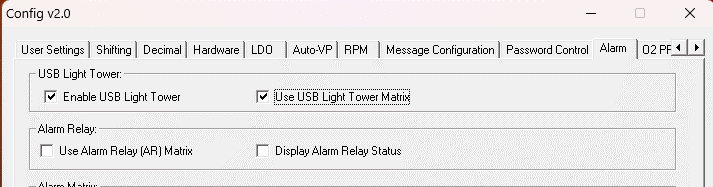 Config v2.0
User Settings Shifting Decimal Hardware LDO Auto-VP RPM Message Configuration Password Control Alarm O2 PF
USB Light Tower:
Enable USB Light Tower Use USB Light Tower Matrix
Alarm Relay:
Use Alarm Relay (AR) Matrix Display Alarm Relay Status
Alarm Matrix: